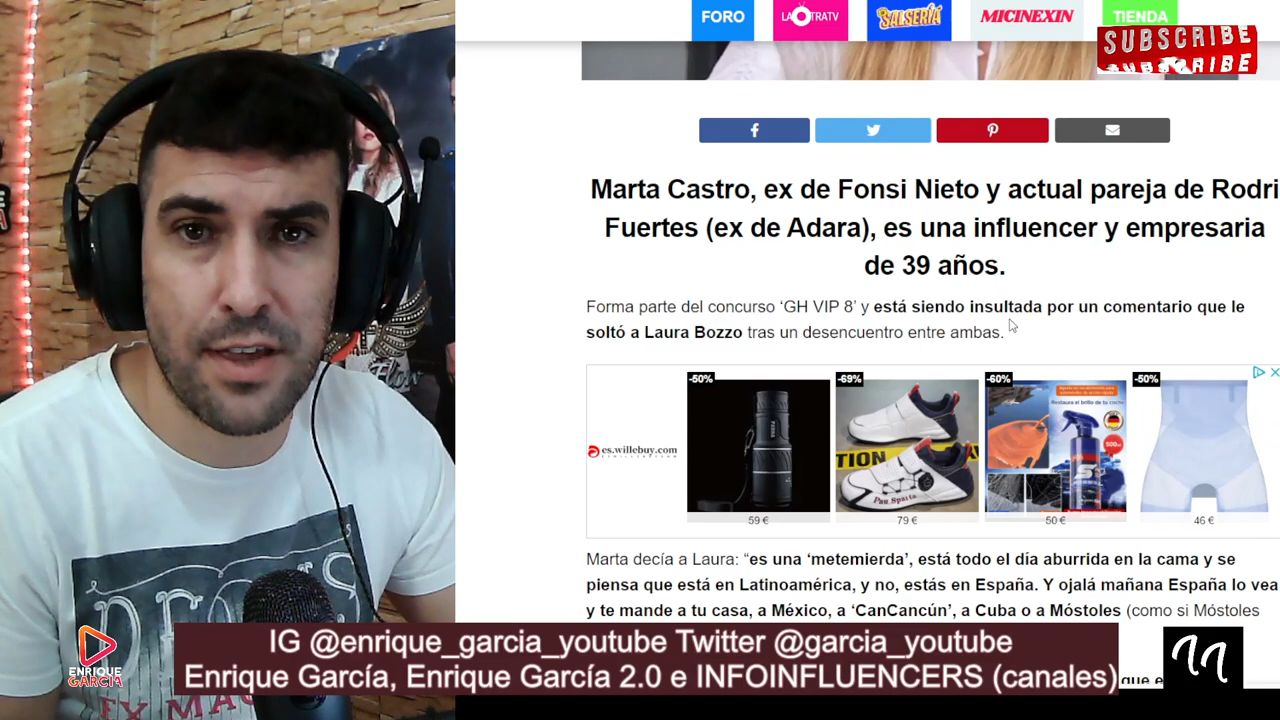 FORO
LA OTRATV
SALSERÍA
MICINEXIN
TIENDA
SUBSCRIBE
Marta Castro, ex de Fonsi Nieto y actual pareja de Rodri
Fuertes (ex de Adara), es una influencer y empresaria
de 39 años.
Forma parte del concurso ‘GH VIP 8’ y está siendo insultada por un comentario que le
soltó a Laura Bozzo tras un desencuentro entre ambas.
-50%
-69%
-60%
-50%
es.willebuy.com
59 €
79 €
50 €
46 €
Marta decía a Laura: “es una ‘metemierda’, está todo el día aburrida en la cama y se
piensa que está en Latinoamérica, y no, estás en España. Y ojalá mañana España lo vea
y te mande a tu casa, a México, a ‘CanCancún’, a Cuba o a Móstoles (como si Móstoles
IG @enrique_garcia_youtube Twitter @garcia_youtube
Enrique García, Enrique García 2.0 e INFOINFLUENCERS (canales)
ENRIQUE
GARCIA
Flow